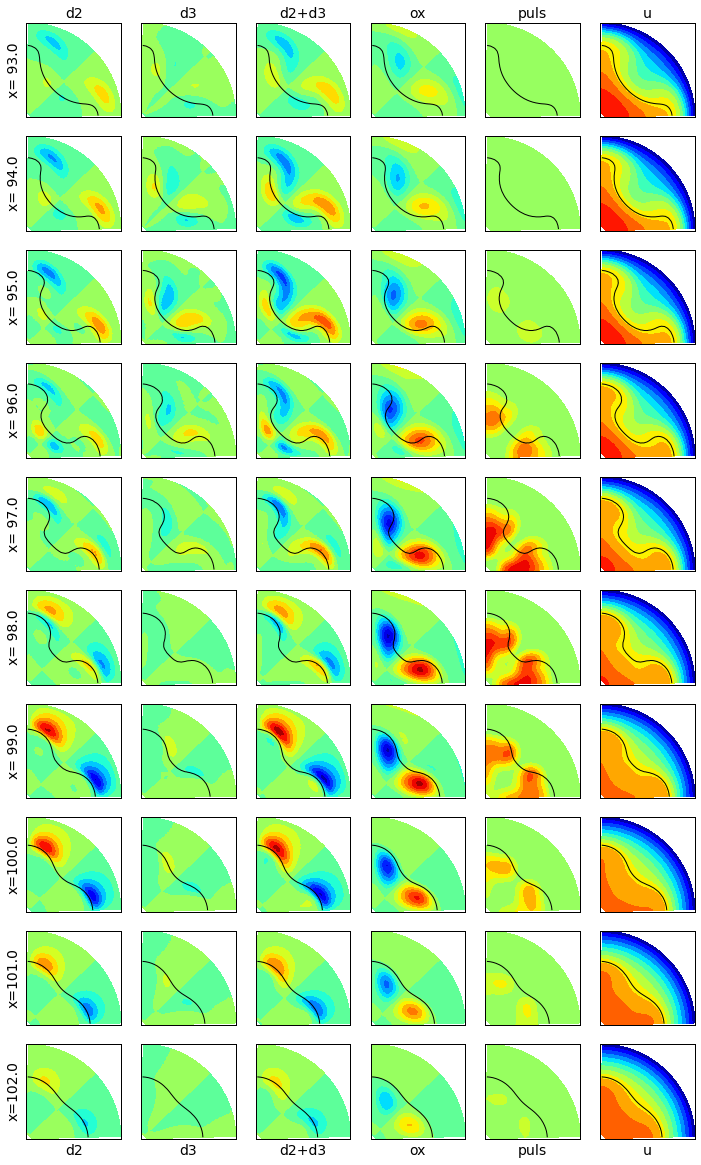 d2 d3 d2+d3 ox puls u
x= 93.0
x= 94.0
x= 95.0
x= 96.0
x= 97.0
x= 98.0
x= 99.0
x=100.0
x=101.0
x=102.0
d2 d3 d2+d3 ox puls u